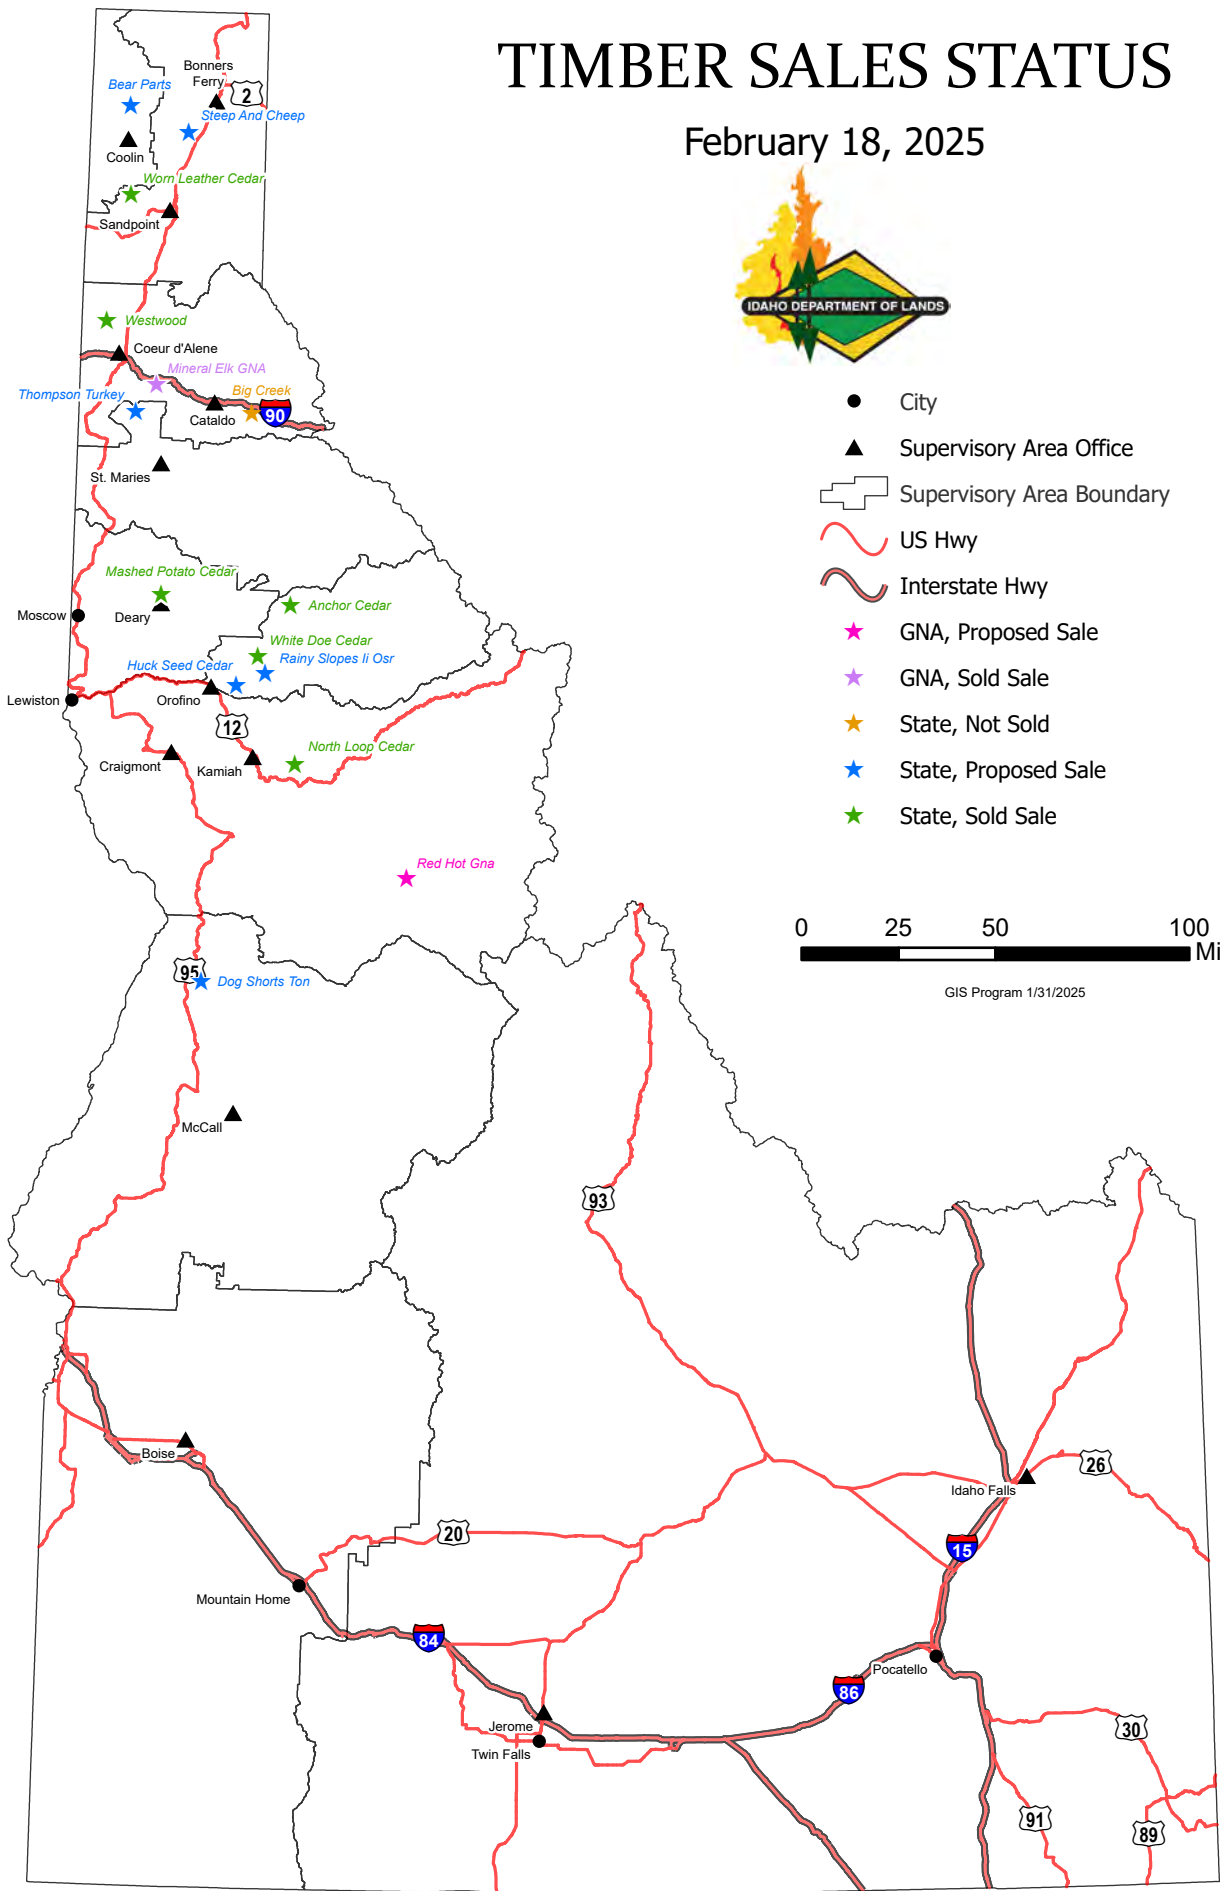 TIMBER SALES STATUS
February 18, 2025
IDAHO DEPARTMENT OF LANDS
City
Supervisory Area Office
Supervisory Area Boundary
US Hwy
Interstate Hwy
GNA, Proposed Sale
GNA, Sold Sale
State, Not Sold
State, Proposed Sale
State, Sold Sale
0 25 50 100
Mi
GIS Program 1/31/2025
Bonners
Ferry
2
Bear Parts
Steep And Cheep
Coolin
Worn Leather Cedar
Sandpoint
Westwood
Coeur d'Alene
Mineral Elk GNA
Thompson Turkey
Big Creek
90
Cataldo
St. Maries
Mashed Potato Cedar
Anchor Cedar
Moscow
Deary
White Doe Cedar
Rainy Slopes Ii Osr
Huck Seed Cedar
Lewiston
Orofino
12
North Loop Cedar
Craigmont
Kamiah
Red Hot Gna
95
Dog Shorts Ton
McCall
93
Boise
26
Idaho Falls
20
15
Mountain Home
84
Pocatello
86
Jerome
Twin Falls
30
91
89